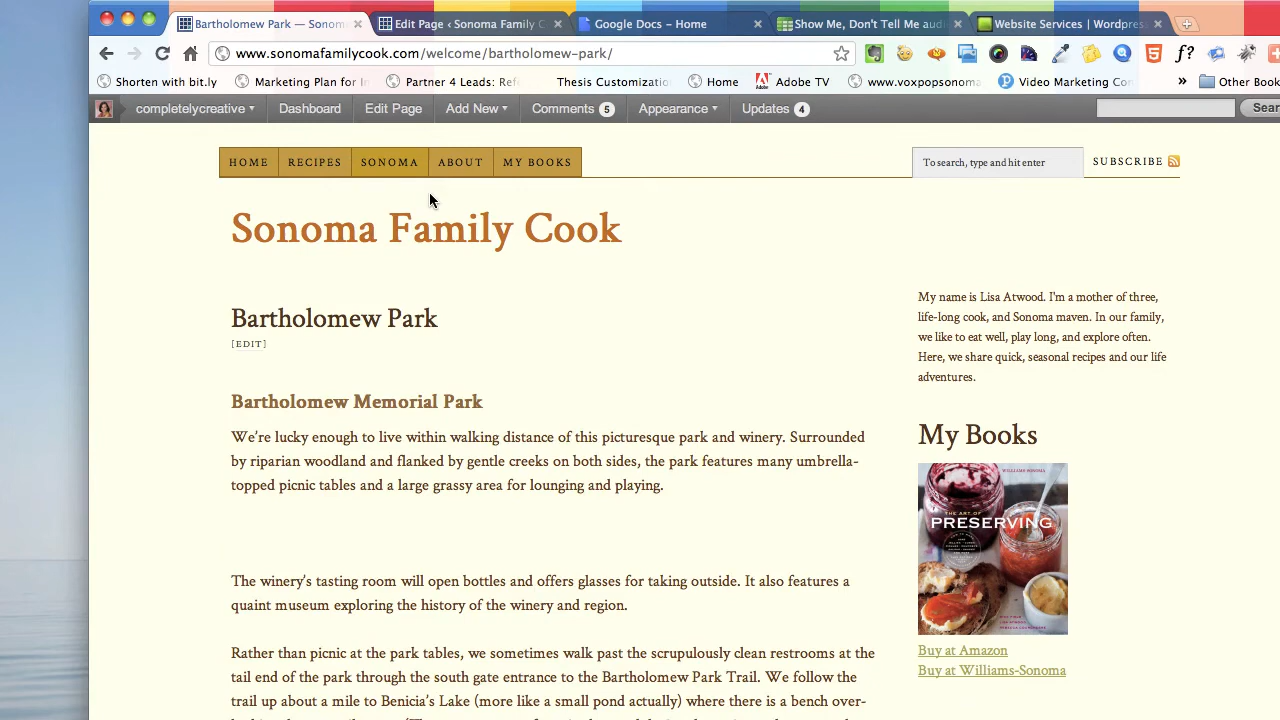 Bartholomew Park — Sonom
Edit Page ‹ Sonoma Family C
Google Docs – Home
Show Me, Don't Tell Me aud
Website Services | Wordpres
www.sonomafamilycook.com/welcome/bartholomew-park/
Shorten with bit.ly
Marketing Plan for In
Partner 4 Leads: Refe
Thesis Customizatio
Home
Adobe TV
www.voxpopsonoma
Video Marketing Cor
»
Other Book
completelycreative
Dashboard
Edit Page
Add New
Comments 5
Appearance
Updates 4
Sear
HOME
RECIPES
SONOMA
ABOUT
MY BOOKS
To search, type and hit enter
SUBSCRIBE
Sonoma Family Cook
Bartholomew Park
[EDIT]
Bartholomew Memorial Park
We're lucky enough to live within walking distance of this picturesque park and winery. Surrounded
by riparian woodland and flanked by gentle creeks on both sides, the park features many umbrella-
topped picnic tables and a large grassy area for lounging and playing.
The winery's tasting room will open bottles and offers glasses for taking outside. It also features a
quaint museum exploring the history of the winery and region.
Rather than picnic at the park tables, we sometimes walk past the scrupulously clean restrooms at the
tail end of the park through the south gate entrance to the Bartholomew Park Trail. We follow the
trail up about a mile to Benicia's Lake (more like a small pond actually) where there is a bench over-
My name is Lisa Atwood. I'm a mother of three,
life-long cook, and Sonoma maven. In our family,
we like to eat well, play long, and explore often.
Here, we share quick, seasonal recipes and our life
adventures.
My Books
WILLIAMS-SONOMA
THE ART OF
PRESERVING
Buy at Amazon
Buy at Williams-Sonoma